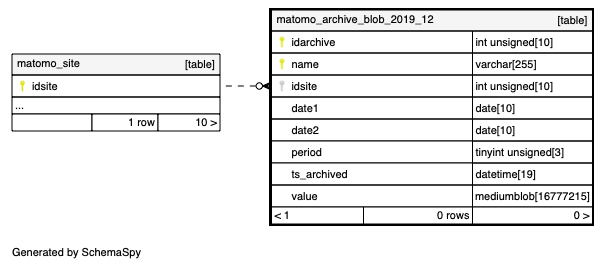 matomo_site [table]
idsite
...
1 row 10 >
matomo_archive_blob_2019_12 [table]
idarchive int unsigned[10]
name varchar[255]
idsite int unsigned[10]
date1 date[10]
date2 date[10]
period tinyint unsigned[3]
ts_archived datetime[19]
value mediumblob[16777215]
< 1 0 rows 0 >
Generated by SchemaSpy